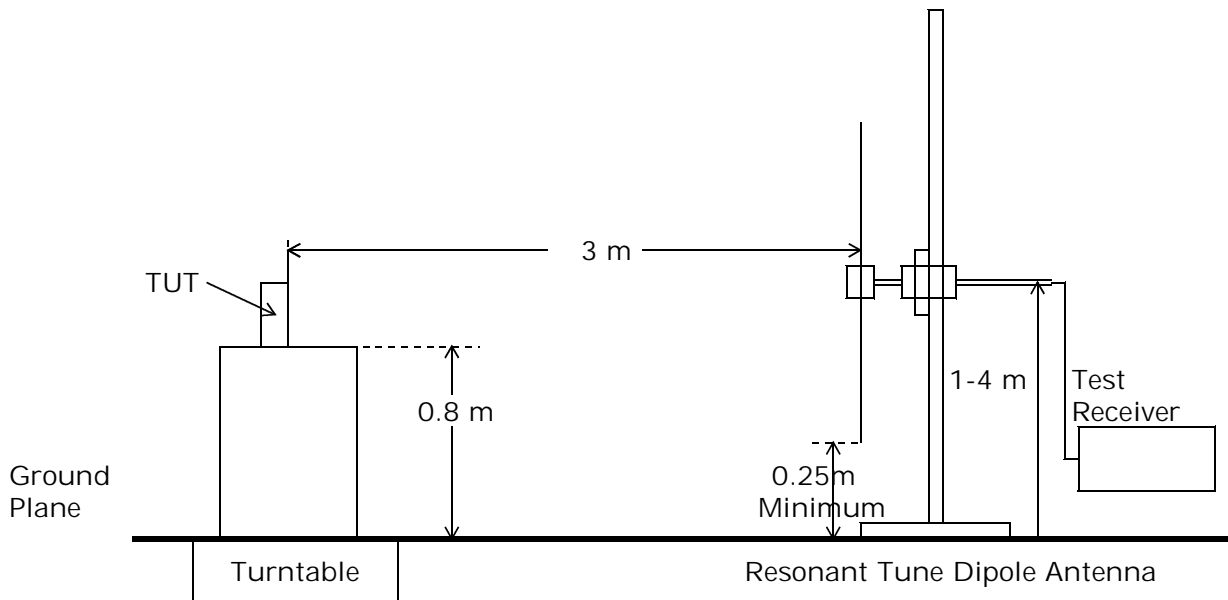 3 m
TUT
1-4 m
Test
Receiver
0.8 m
Ground
Plane
0.25m
Minimum
Turntable
Resonant Tune Dipole Antenna